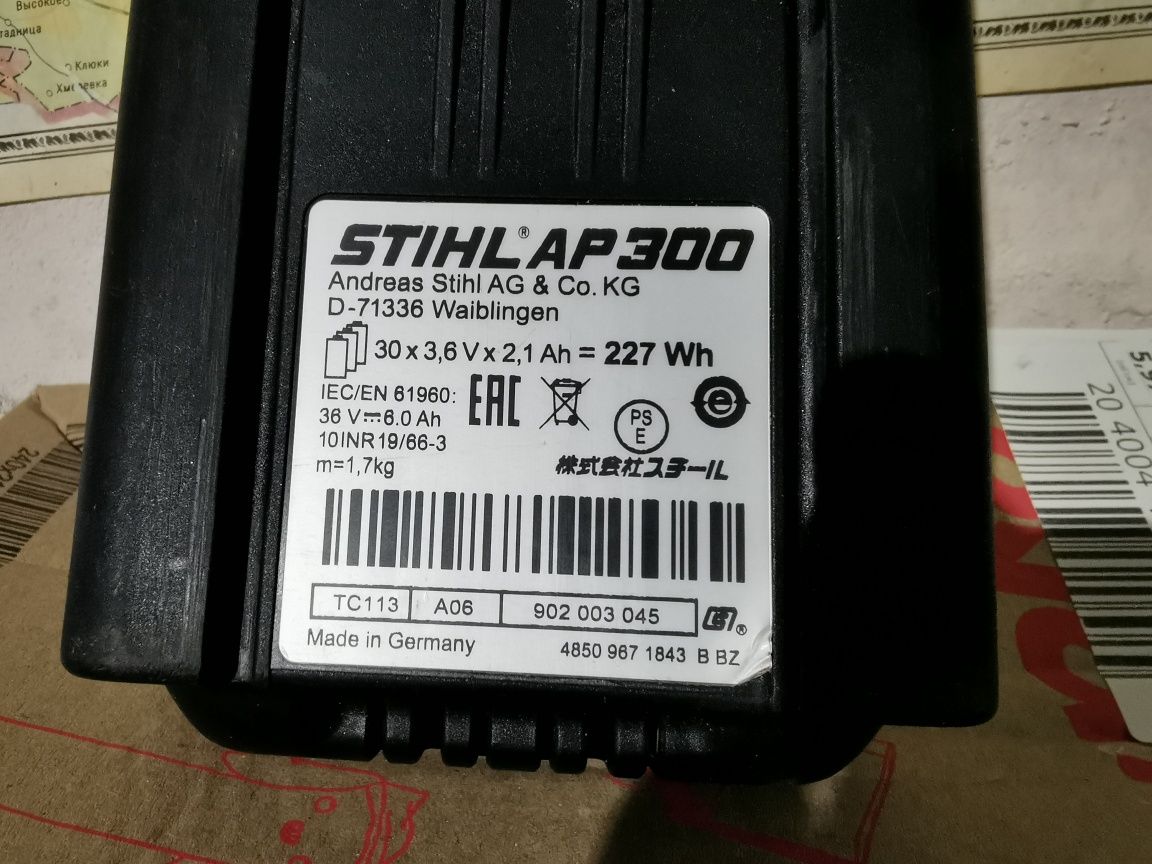 Высокое
Клюки
STIHL® AP 300
Andreas Stihl AG & Co. KG
D-71336 Waiblingen
30 x 3,6 V x 2,1 Ah = 227 Wh
IEC/EN 61960:
36 V⎓6.0 Ah
10INR19/66-3
m=1,7kg
EAC
PS
E
株式会社スチール
TC113 A06 902 003 045
Made in Germany
4850 967 1843 B BZ
20 4004